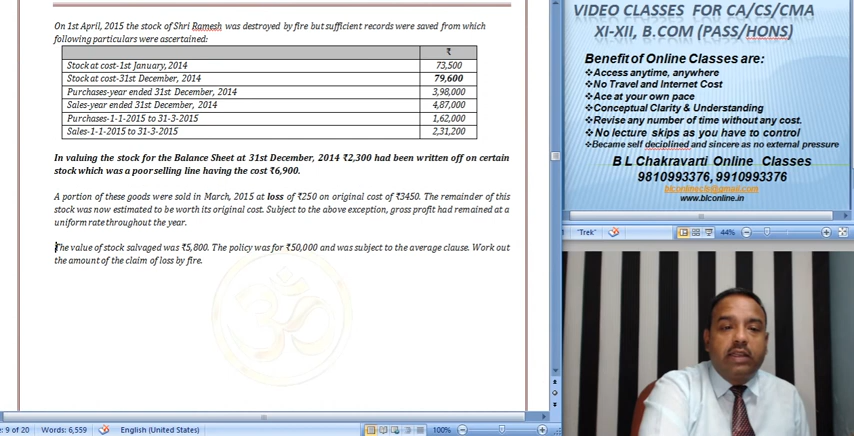 On 1st April, 2015 the stock of Shri Ramesh was destroyed by fire but sufficient records were saved from which
following particulars were ascertained:
₹
Stock at cost-1st January, 2014 73,500
Stock at cost-31st December, 2014 79,600
Purchases-year ended 31st December, 2014 3,98,000
Sales-year ended 31st December, 2014 4,87,000
Purchases-1-1-2015 to 31-3-2015 1,62,000
Sales-1-1-2015 to 31-3-2015 2,31,200
In valuing the stock for the Balance Sheet at 31st December, 2014 ₹2,300 had been written off on certain
stock which was a poor selling line having the cost ₹6,900.
A portion of these goods were sold in March, 2015 at loss of ₹250 on original cost of ₹3450. The remainder of this
stock was now estimated to be worth its original cost. Subject to the above exception, gross profit had remained at a
uniform rate throughout the year.
The value of stock salvaged was ₹5,800. The policy was for ₹50,000 and was subject to the average clause. Work out
the amount of the claim of loss by fire.
: 9 of 20 Words: 6,559 English (United States) 100%
VIDEO CLASSES FOR CA/CS/CMA
XI-XII, B.COM (PASS/HONS)
Benefit of Online Classes are:
Access anytime, anywhere
No Travel and Internet Cost
Ace at your own pace
Conceptual Clarity & Understanding
Revise any number of time without any cost.
No lecture skips as you have to control
Became self deciplined and sincere as no external pressure
B L Chakravarti Online Classes
9810993376, 9910993376
www.blconline.in
"Trek" 44%